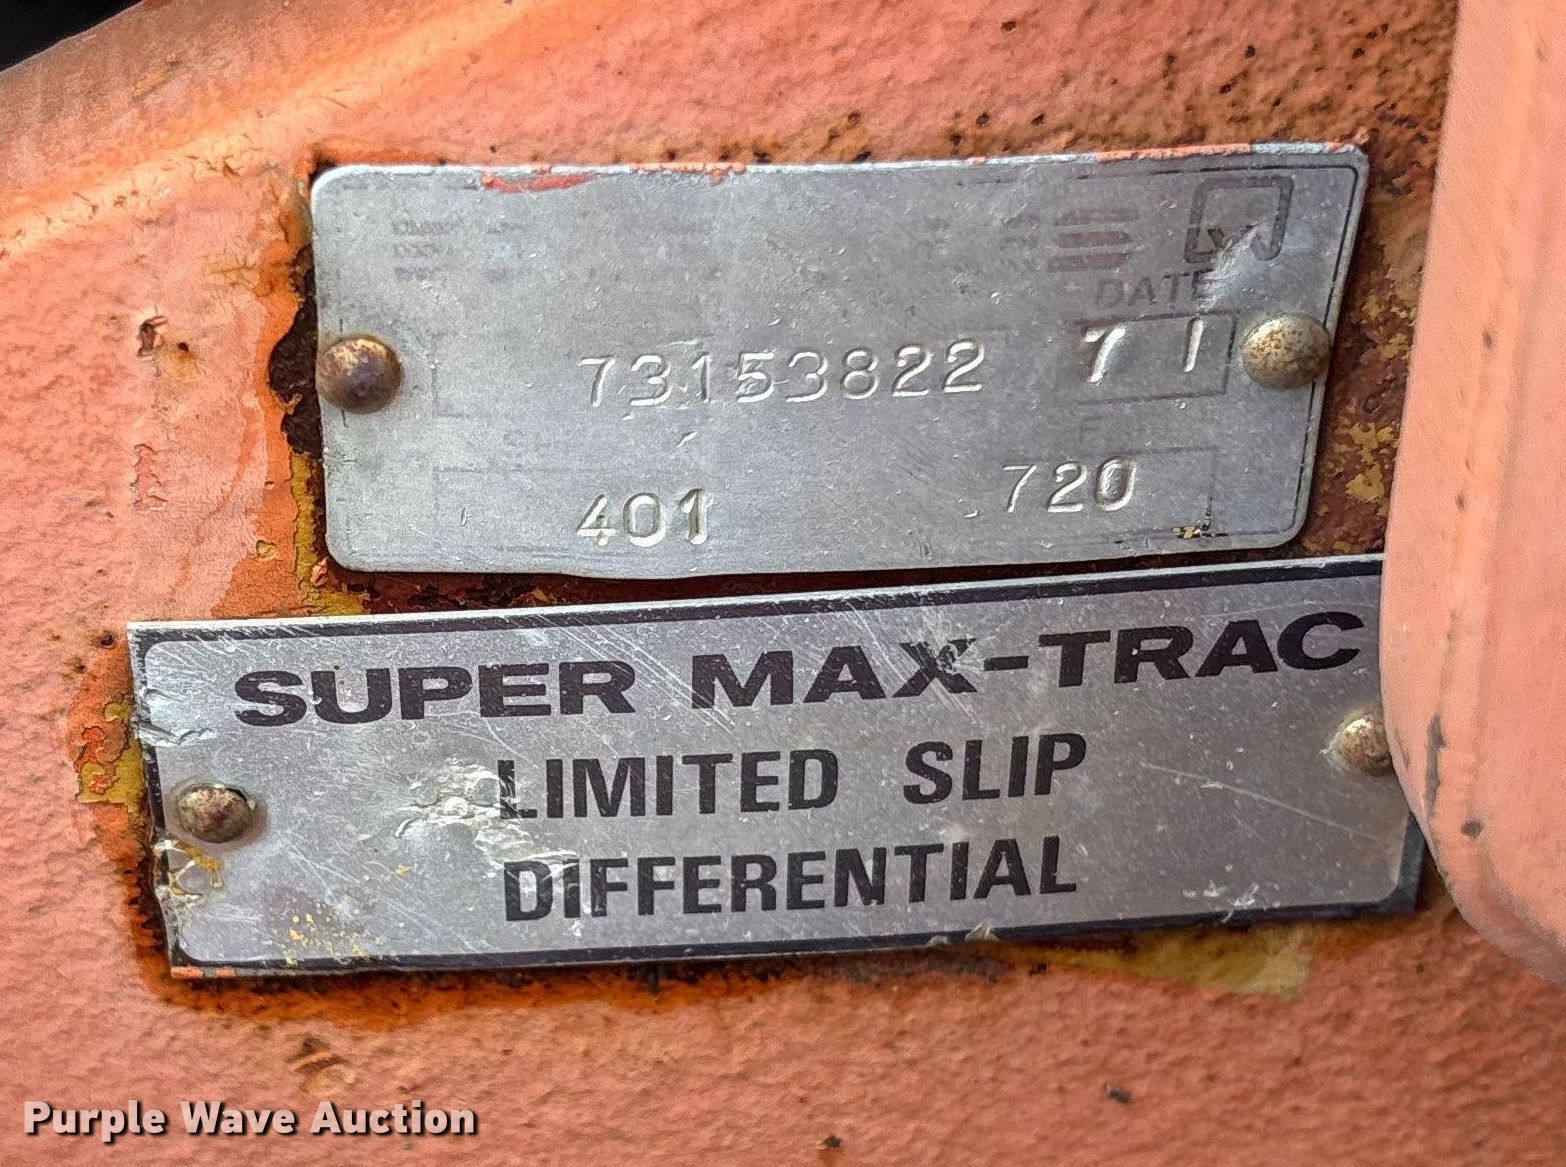 DATE
73153822 7 1
401 720
SUPER MAX-TRAC
LIMITED SLIP
DIFFERENTIAL
Purple Wave Auction